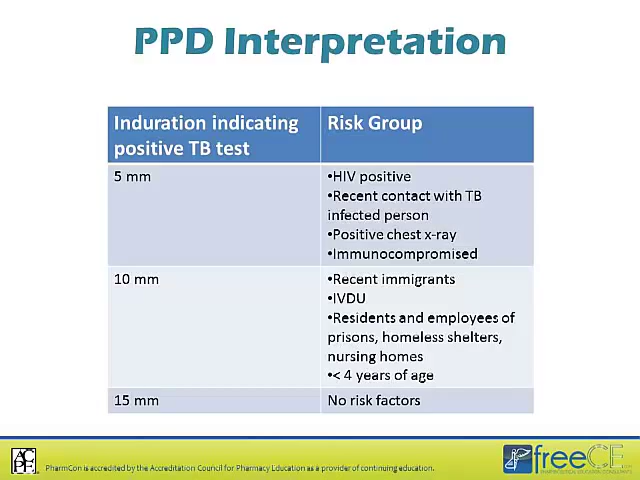 PPD Interpretation
Induration indicating
positive TB test
Risk Group
5 mm
•HIV positive
•Recent contact with TB
infected person
•Positive chest x-ray
•Immunocompromised
10 mm
•Recent immigrants
•IVDU
•Residents and employees of
prisons, homeless shelters,
nursing homes
•< 4 years of age
15 mm
No risk factors
PharmCon is accredited by the Accreditation Council for Pharmacy Education as a provider of continuing education.
freeCE